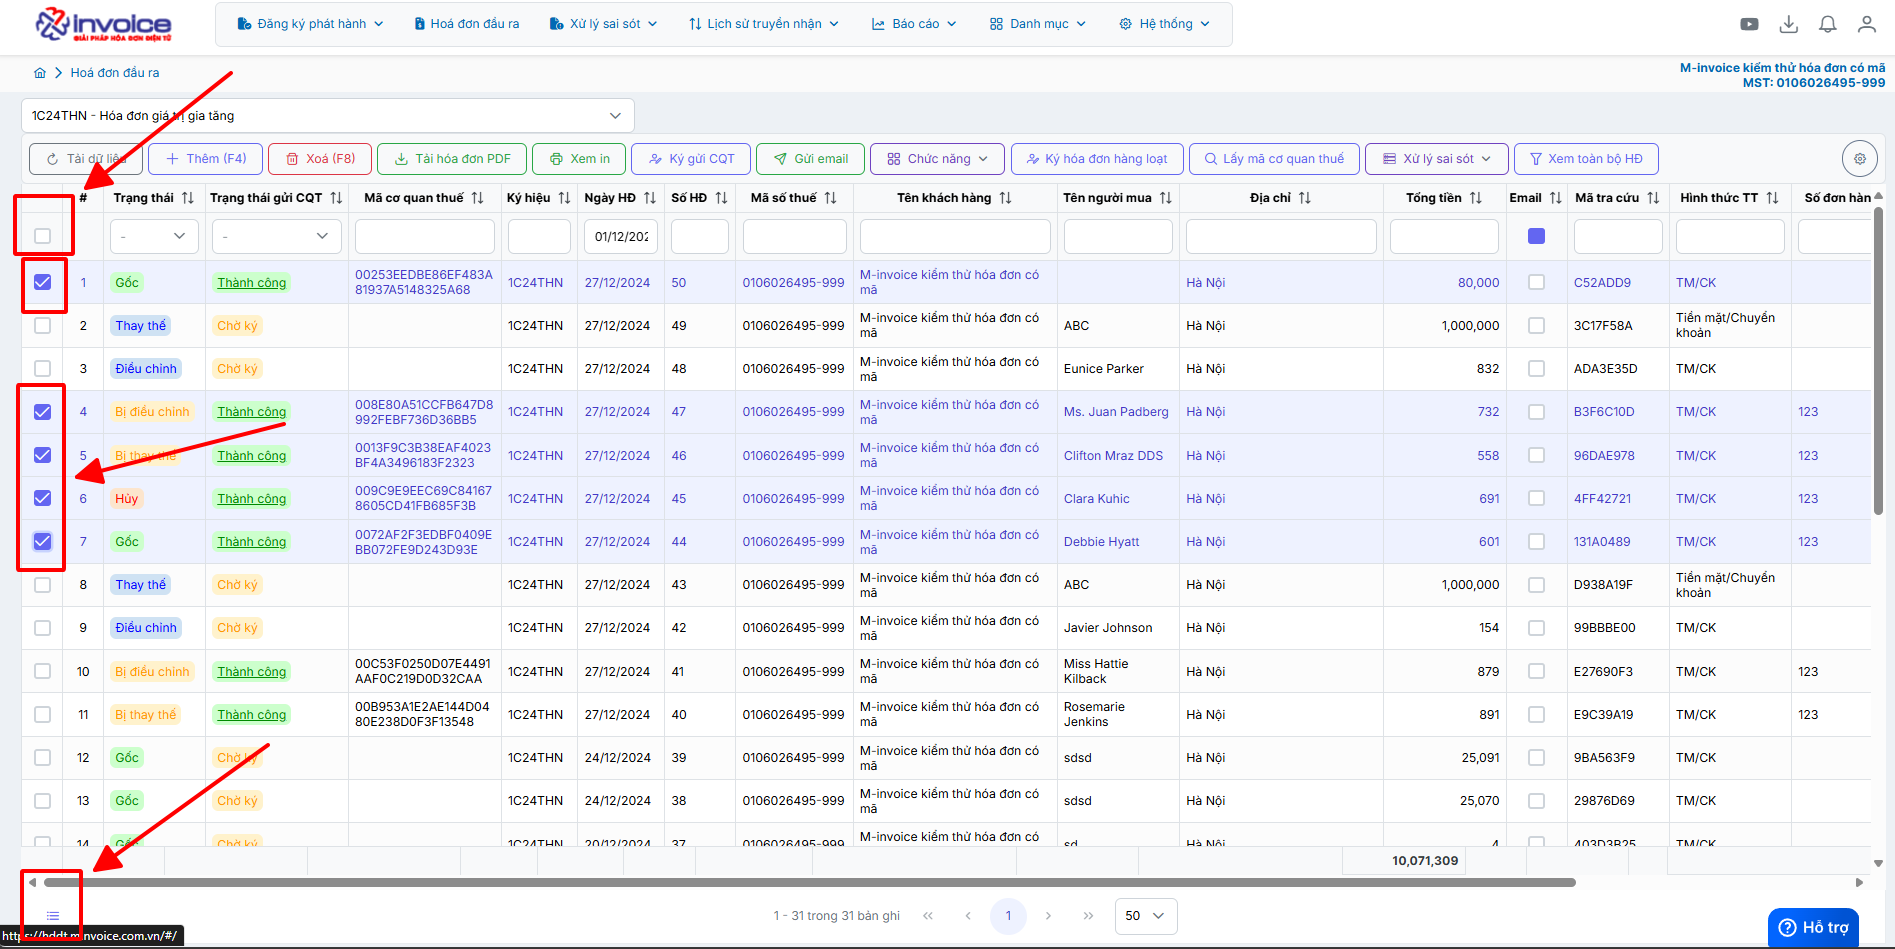 invoice
GIẢI PHÁP HÓA ĐƠN ĐIỆN TỬ
Đăng ký phát hành
Hoá đơn đầu ra
Xử lý sai sót
Lịch sử truyền nhận
Báo cáo
Danh mục
Hệ thống
Hoá đơn đầu ra
M-invoice kiểm thử hóa đơn có mã
MST: 0106026495-999
1C24THN - Hóa đơn giá trị gia tăng
Tải dữ liệu
Thêm (F4)
Xoá (F8)
Tải hóa đơn PDF
Xem in
Ký gửi CQT
Gửi email
Chức năng
Ký hóa đơn hàng loạt
Lấy mã cơ quan thuế
Xử lý sai sót
Xem toàn bộ HĐ
# Trạng thái Trạng thái gửi CQT Mã cơ quan thuế Ký hiệu Ngày HĐ Số HĐ Mã số thuế Tên khách hàng Tên người mua Địa chỉ Tổng tiền Email Mã tra cứu Hình thức TT Số đơn hàn
- - 01/12/202
1 Gốc Thành công 00253EEDBE86EF483A 1C24THN 27/12/2024 50 0106026495-999 M-invoice kiểm thử hóa đơn có Hà Nội 80,000 C52ADD9 TM/CK
81937A5148325A68 mã
2 Thay thế Chờ ký 1C24THN 27/12/2024 49 0106026495-999 M-invoice kiểm thử hóa đơn có ABC Hà Nội 1,000,000 3C17F58A Tiền mặt/Chuyển
mã khoản
3 Điều chỉnh Chờ ký 1C24THN 27/12/2024 48 0106026495-999 M-invoice kiểm thử hóa đơn có Eunice Parker Hà Nội 832 ADA3E35D TM/CK
mã
4 Bị điều chỉnh Thành công 008E80A51CCFB647D8 1C24THN 27/12/2024 47 0106026495-999 M-invoice kiểm thử hóa đơn có Ms. Juan Padberg Hà Nội 732 B3F6C10D TM/CK 123
992FEBF736D36BB5 mã
5 Bị thay thế Thành công 0013F9C3B38EAF4023 1C24THN 27/12/2024 46 0106026495-999 M-invoice kiểm thử hóa đơn có Clifton Mraz DDS Hà Nội 558 96DAE978 TM/CK 123
BF4A3496183F2323 mã
6 Hủy Thành công 009C9E9EEC69C84167 1C24THN 27/12/2024 45 0106026495-999 M-invoice kiểm thử hóa đơn có Clara Kuhic Hà Nội 691 4FF42721 TM/CK 123
8605CD41FB685F3B mã
7 Gốc Thành công 0072AF2F3EDBF0409E 1C24THN 27/12/2024 44 0106026495-999 M-invoice kiểm thử hóa đơn có Debbie Hyatt Hà Nội 601 131A0489 TM/CK 123
BB072FE9D243D93E mã
8 Thay thế Chờ ký 1C24THN 27/12/2024 43 0106026495-999 M-invoice kiểm thử hóa đơn có ABC Hà Nội 1,000,000 D938A19F Tiền mặt/Chuyển
mã khoản
9 Điều chỉnh Chờ ký 1C24THN 27/12/2024 42 0106026495-999 M-invoice kiểm thử hóa đơn có Javier Johnson Hà Nội 154 99BBBE00 TM/CK
mã
10 Bị điều chỉnh Thành công 00C53F0250D07E4491 1C24THN 27/12/2024 41 0106026495-999 M-invoice kiểm thử hóa đơn có Miss Hattie Hà Nội 879 E27690F3 TM/CK 123
AAF0C219D0D32CAA mã Kilback
11 Bị thay thế Thành công 00B953A1E2AE144D04 1C24THN 27/12/2024 40 0106026495-999 M-invoice kiểm thử hóa đơn có Rosemarie Hà Nội 891 E9C39A19 TM/CK 123
80E238D0F3F13548 mã Jenkins
12 Gốc Chờ ký 1C24THN 24/12/2024 39 0106026495-999 M-invoice kiểm thử hóa đơn có sdsd Hà Nội 25,091 9BA563F9 TM/CK
mã
13 Gốc Chờ ký 1C24THN 24/12/2024 38 0106026495-999 M-invoice kiểm thử hóa đơn có sdsd Hà Nội 25,070 29876D69 TM/CK
mã
14 Gốc Chờ ký 1C24THN 20/12/2024 37 0106026495-999 M-invoice kiểm thử hóa đơn có sd Hà Nội 4 403D3B25 TM/CK
10,071,309
1 - 31 trong 31 bản ghi
1
50
https://hddt.minvoice.com.vn/#/
Hỗ trợ